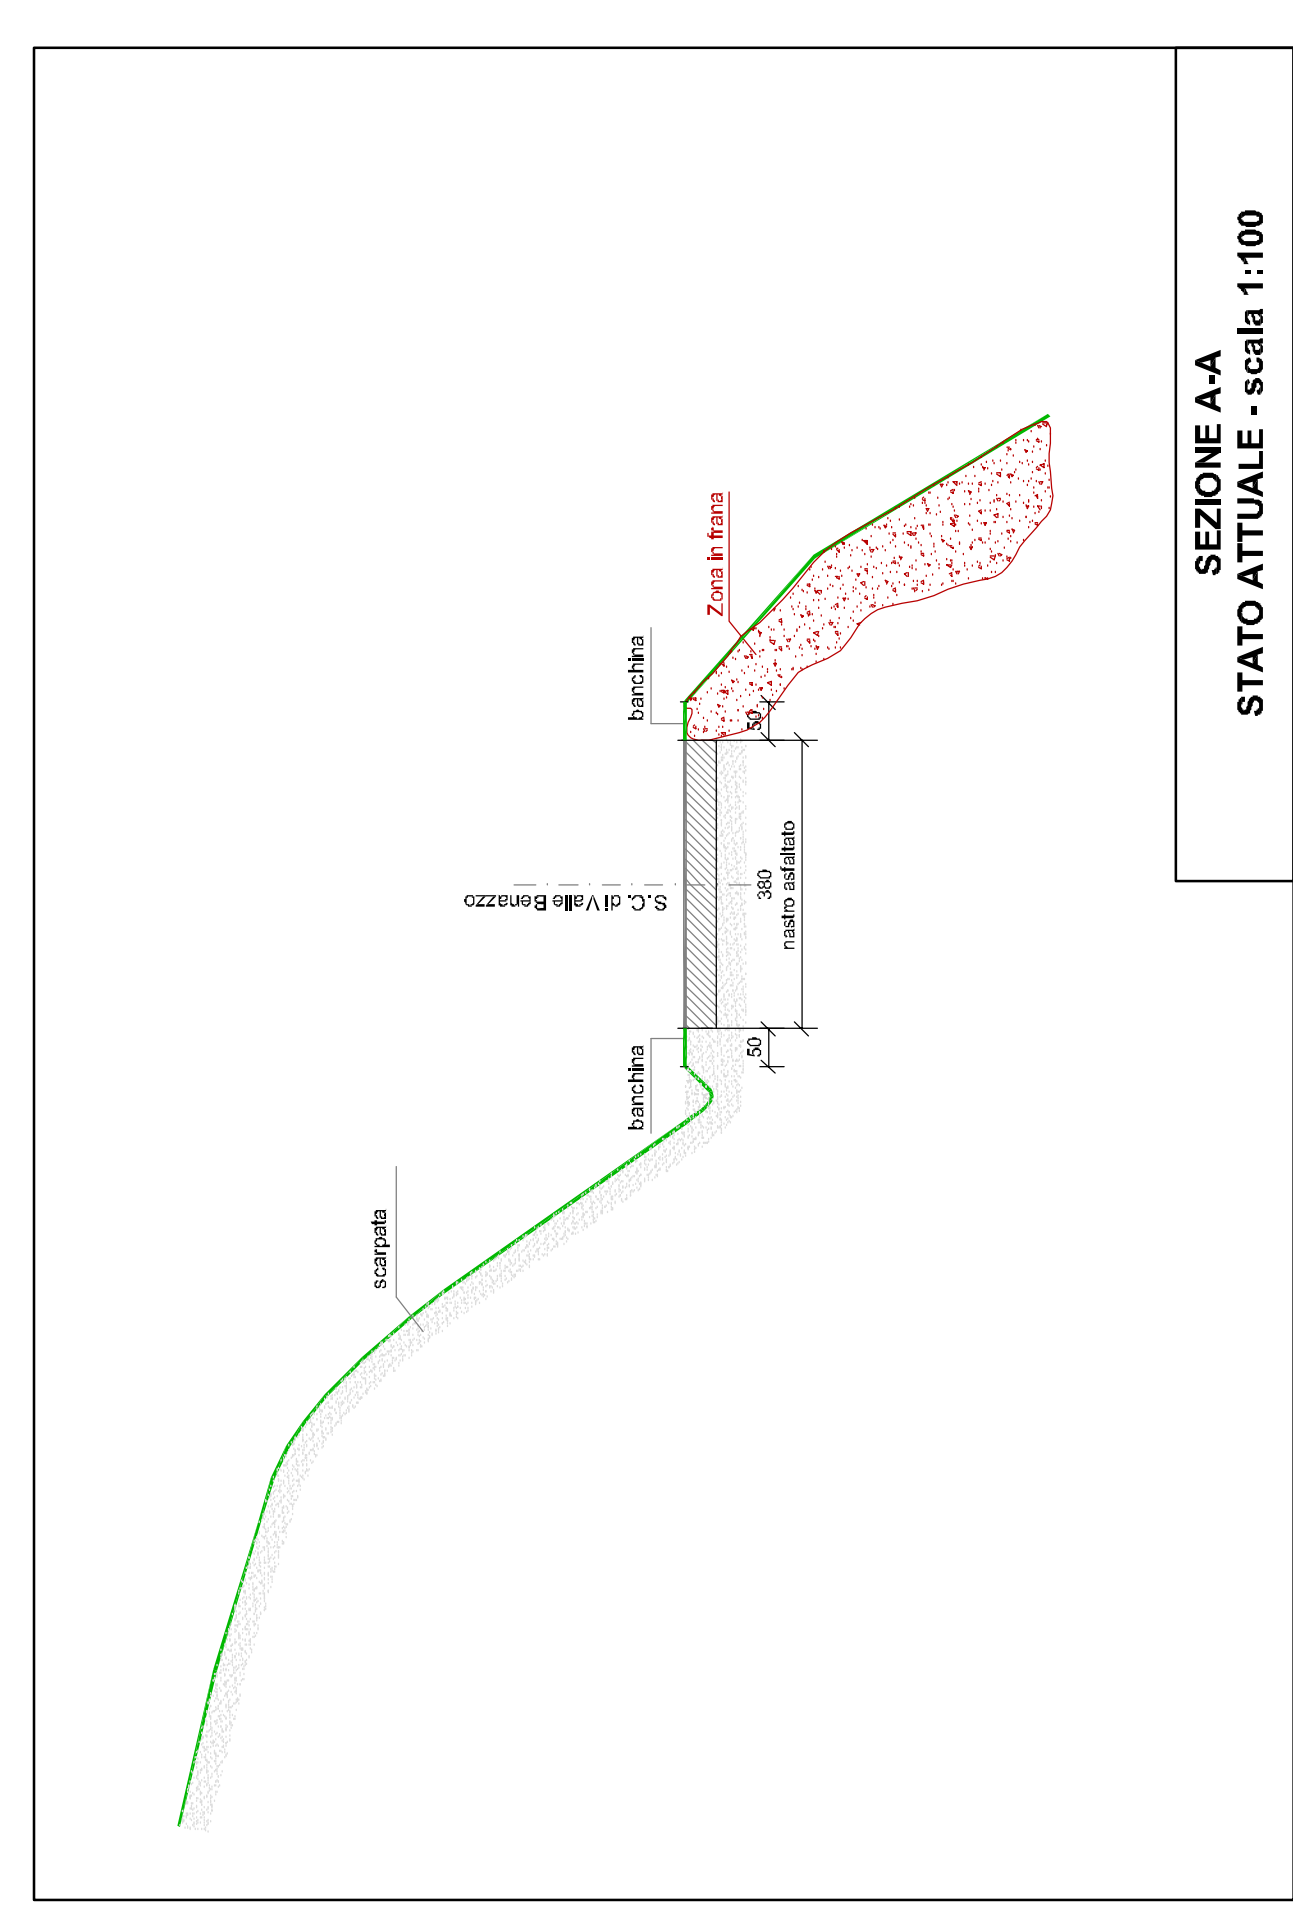 scarpata
banchina
50
S.C. di Valle Benazzo
380
nastro asfaltato
banchina
50
Zona in frana
SEZIONE A-A
STATO ATTUALE - scala 1:100